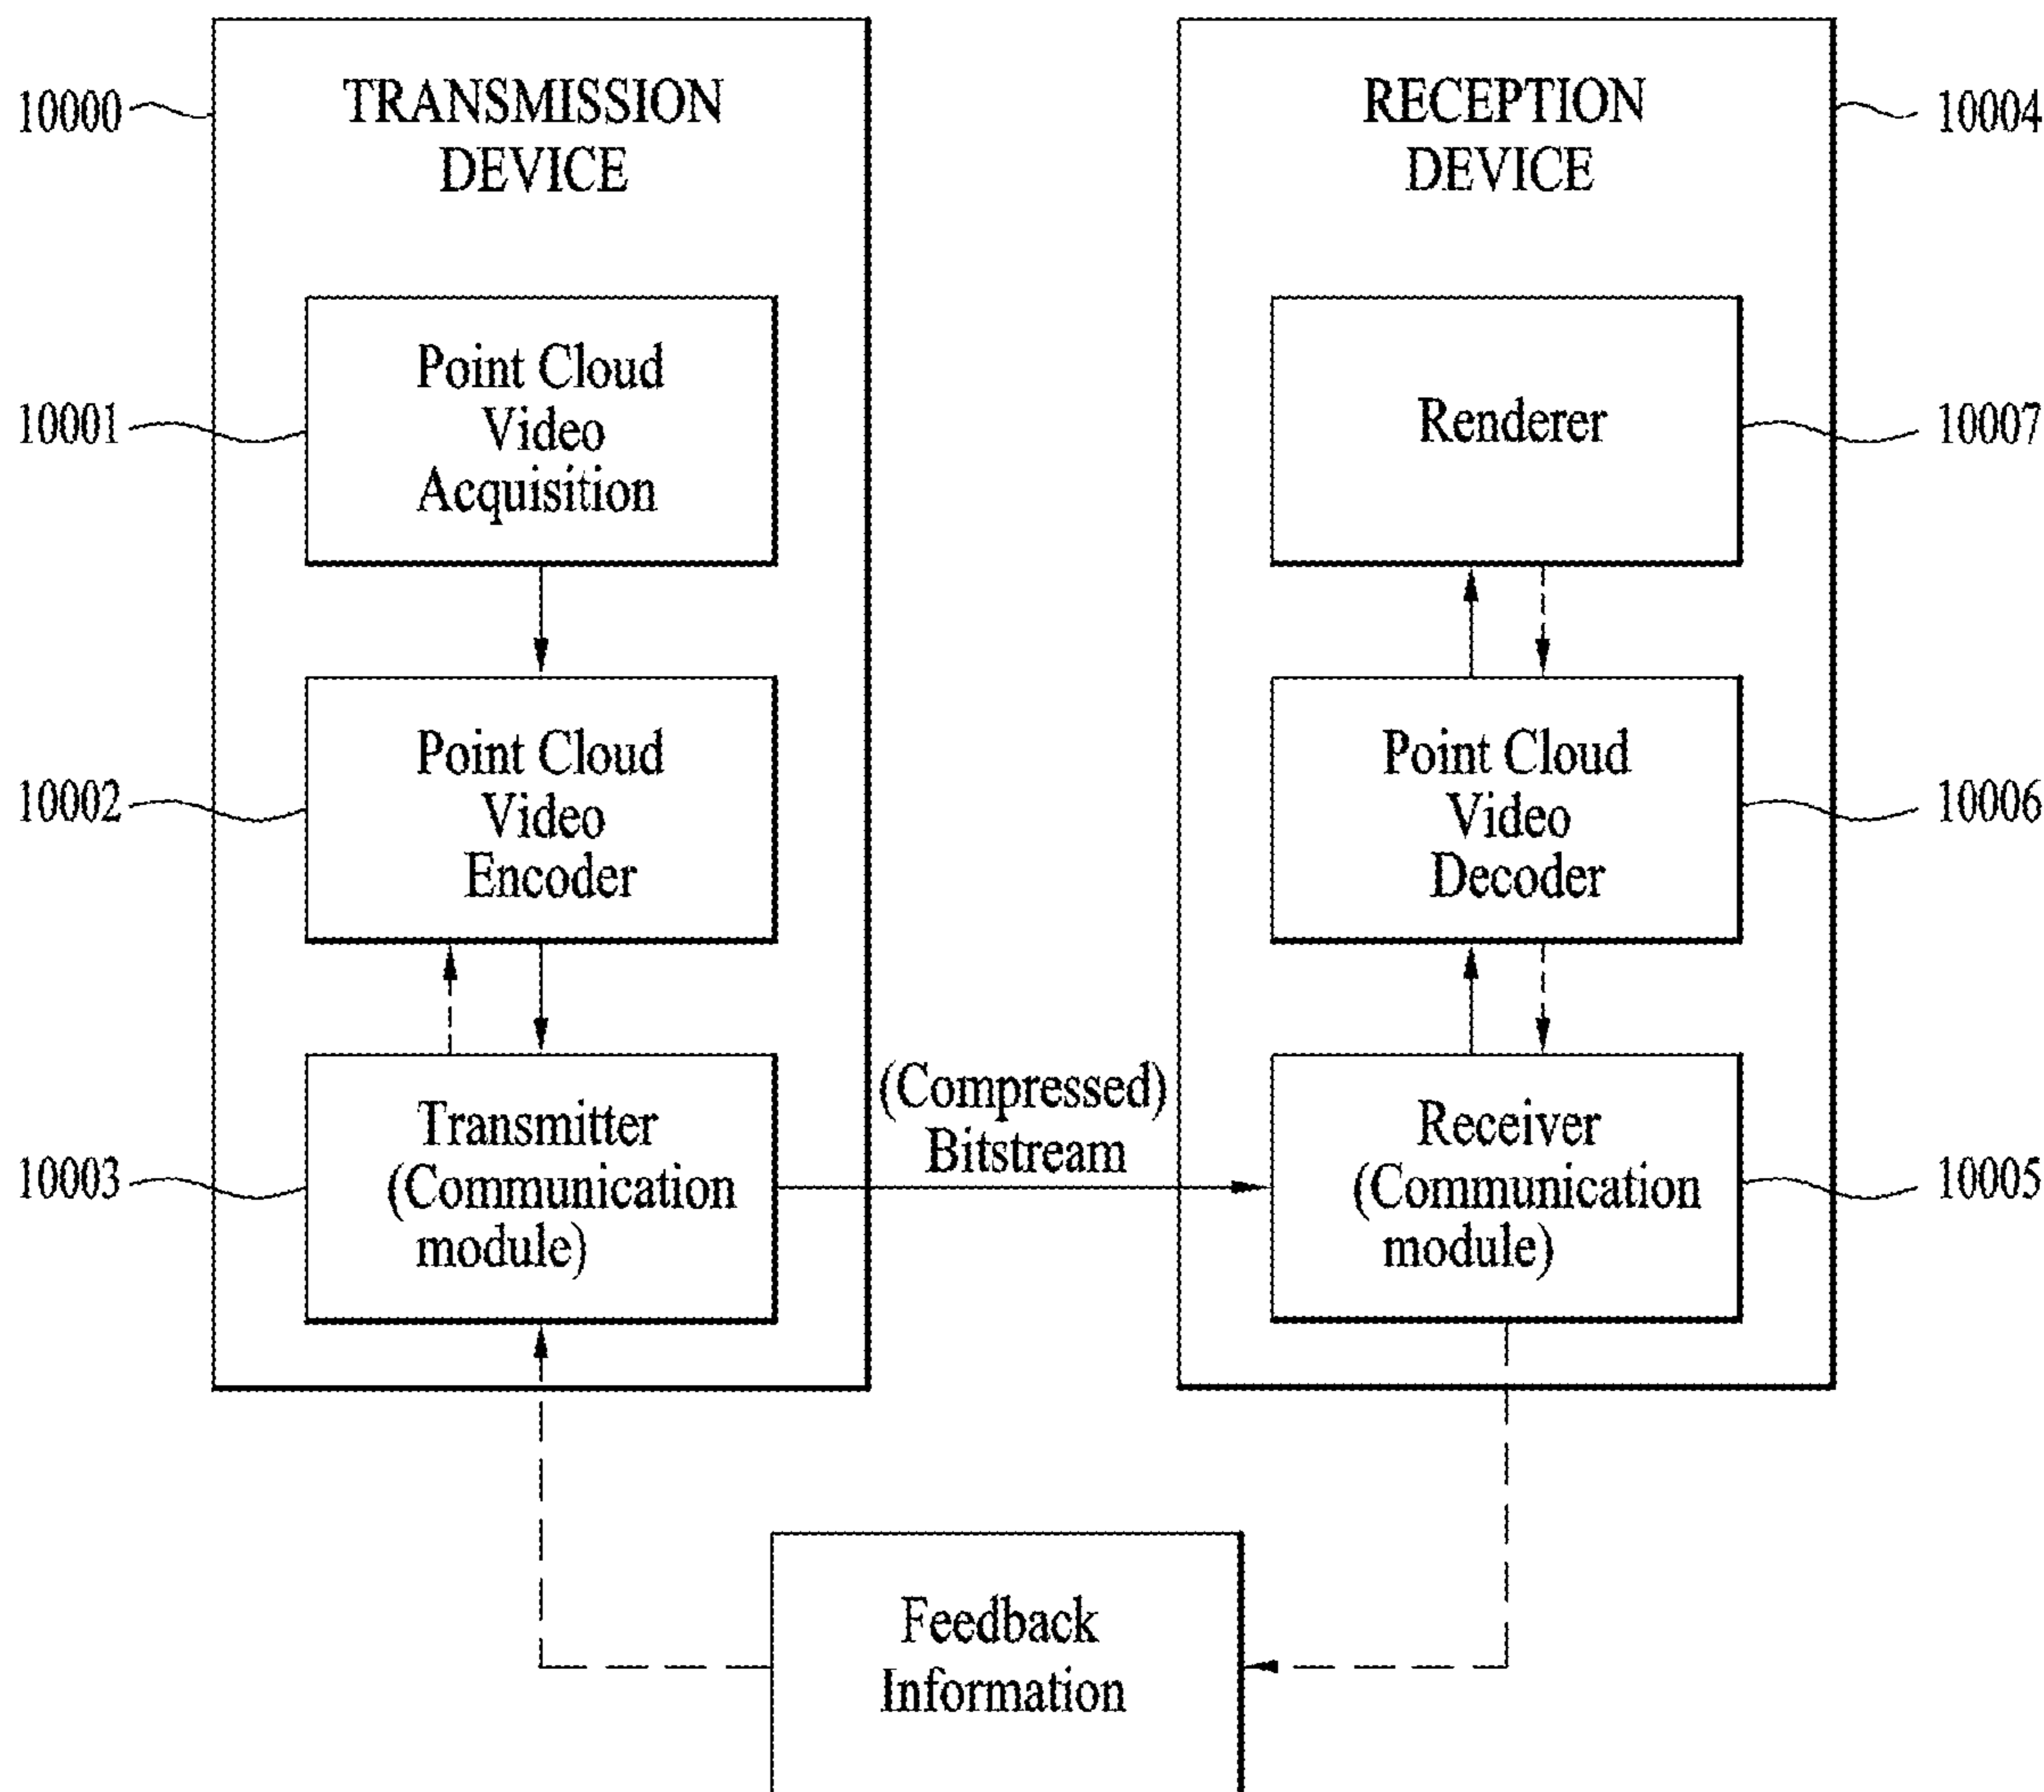 10000
TRANSMISSION
DEVICE
10001
Point Cloud
Video
Acquisition
10002
Point Cloud
Video
Encoder
10003
Transmitter
(Communication
module)
(Compressed)
Bitstream
RECEPTION
DEVICE
10004
Renderer
10007
Point Cloud
Video
Decoder
10006
Receiver
(Communication
module)
10005
Feedback
Information